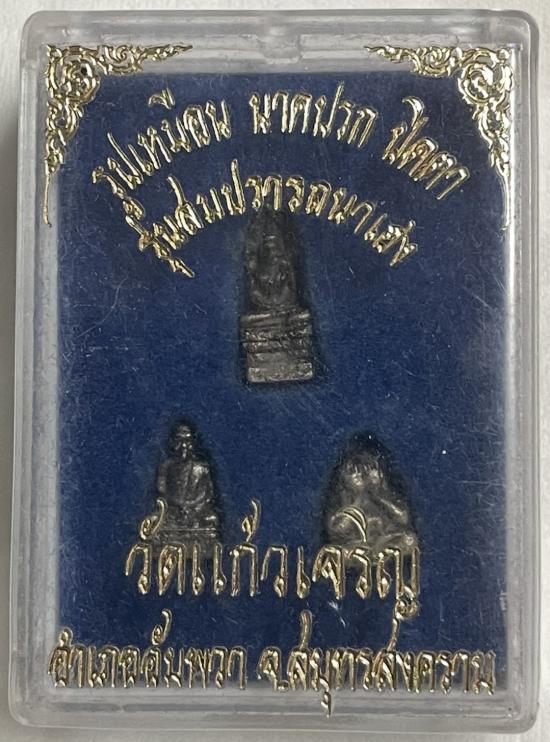 รูปเหมือน นาคปรก ปิดตา
รุ่นสมปรารถนาเฮง
วัดแก้วเจริญ
อำเภออัมพวา จ.สมุทรสงคราม